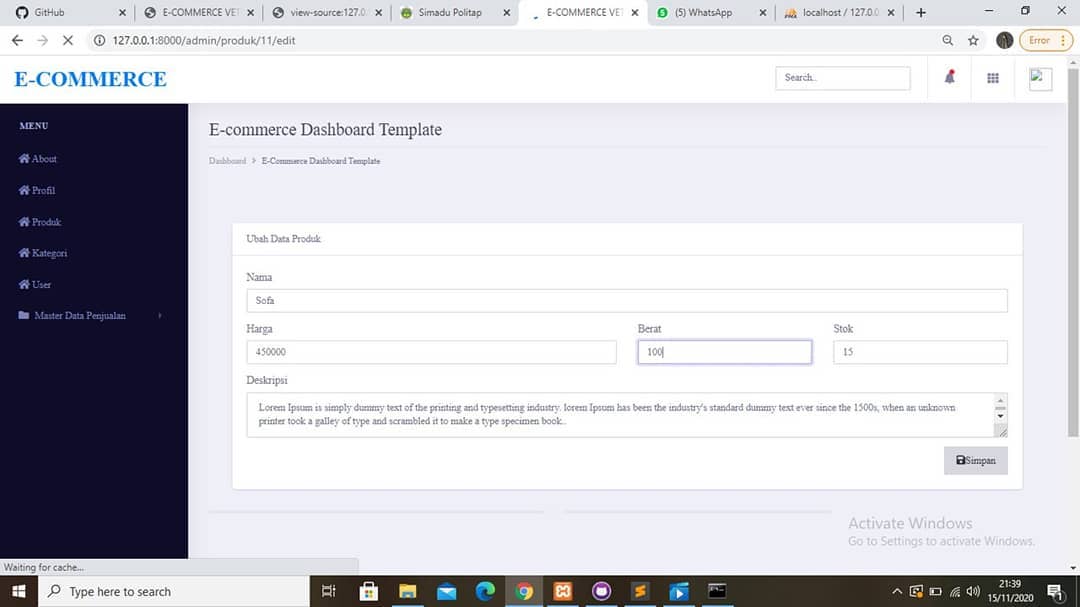 GitHub
E-COMMERCE VET
view-source:127.0.
Simadu Politap
E-COMMERCE VET
(5) WhatsApp
localhost / 127.0.0
127.0.0.1:8000/admin/produk/11/edit
Error
E-COMMERCE
Search..
MENU
About
Profil
Produk
Kategori
User
Master Data Penjualan
E-commerce Dashboard Template
Dashboard > E-Commerce Dashboard Template
Ubah Data Produk
Nama
Sofa
Harga
Berat
Stok
450000
100
15
Deskripsi
Lorem Ipsum is simply dummy text of the printing and typesetting industry. lorem Ipsum has been the industry's standard dummy text ever since the 1500s, when an unknown
printer took a galley of type and scrambled it to make a type specimen book..
Simpan
Activate Windows
Go to Settings to activate Windows.
Waiting for cache...
Type here to search
21:39
15/11/2020
1